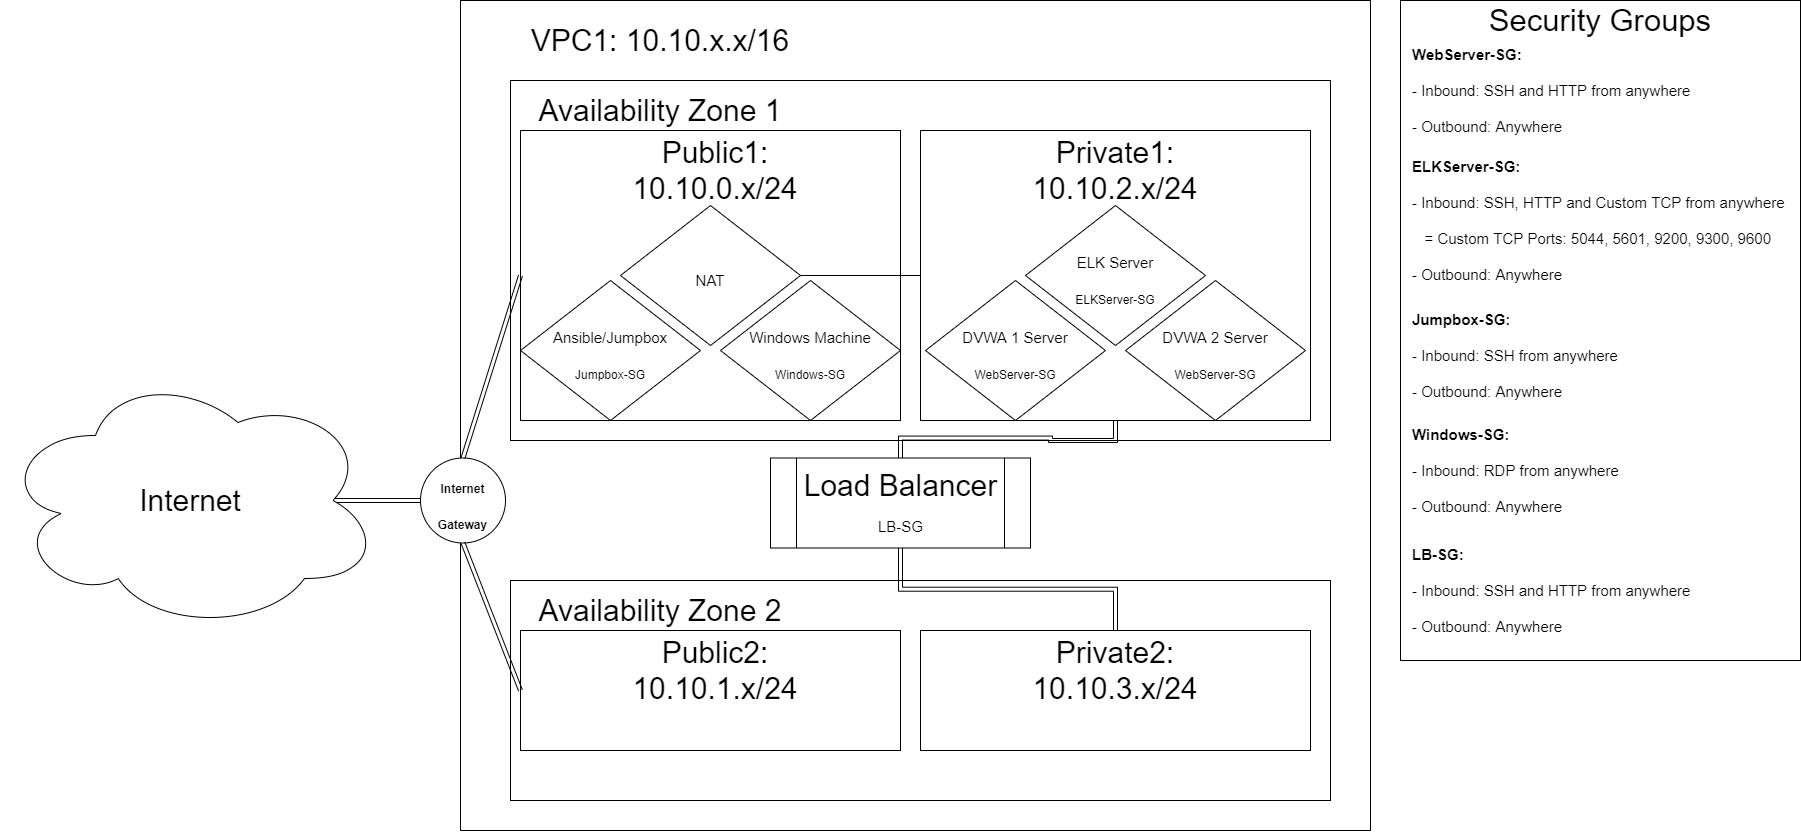 VPC1: 10.10.x.x/16
Availability Zone 1
Public1:
10.10.0.x/24
NAT
Ansible/Jumpbox
Jumpbox-SG
Windows Machine
Windows-SG
Private1:
10.10.2.x/24
ELK Server
ELKServer-SG
DVWA 1 Server
WebServer-SG
DVWA 2 Server
WebServer-SG
Internet
Internet
Gateway
Load Balancer
LB-SG
Availability Zone 2
Public2:
10.10.1.x/24
Private2:
10.10.3.x/24
Security Groups
WebServer-SG:
- Inbound: SSH and HTTP from anywhere
- Outbound: Anywhere
ELKServer-SG:
- Inbound: SSH, HTTP and Custom TCP from anywhere
= Custom TCP Ports: 5044, 5601, 9200, 9300, 9600
- Outbound: Anywhere
Jumpbox-SG:
- Inbound: SSH from anywhere
- Outbound: Anywhere
Windows-SG:
- Inbound: RDP from anywhere
- Outbound: Anywhere
LB-SG:
- Inbound: SSH and HTTP from anywhere
- Outbound: Anywhere